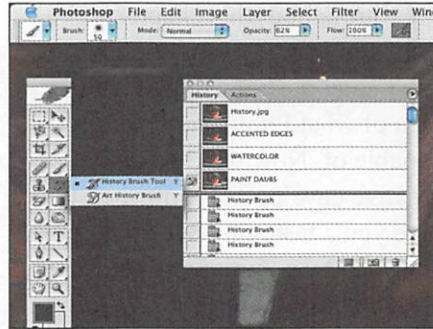 Photoshop File Edit Image Layer Select Filter View Wind
Brush: 50 Mode: Normal Opacity: 62% Flow: 100%
History Actions
History.jpg
ACCENTED EDGES
WATERCOLOR
PAINT DAUBS
History Brush Tool Y
Art History Brush Y
History Brush
History Brush
History Brush
History Brush